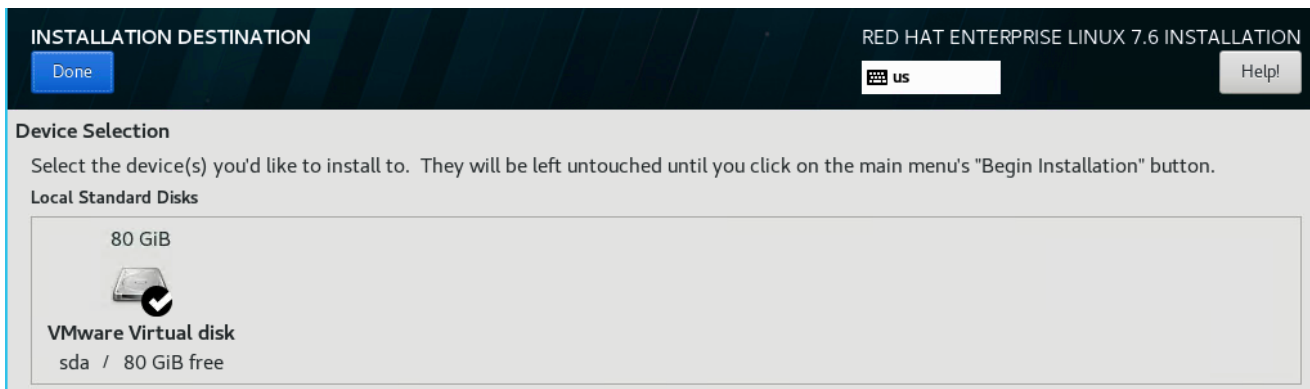 INSTALLATION DESTINATION
RED HAT ENTERPRISE LINUX 7.6 INSTALLATION
Done
us
Help!
Device Selection
Select the device(s) you'd like to install to. They will be left untouched until you click on the main menu's "Begin Installation" button.
Local Standard Disks
80 GiB
VMware Virtual disk
sda / 80 GiB free